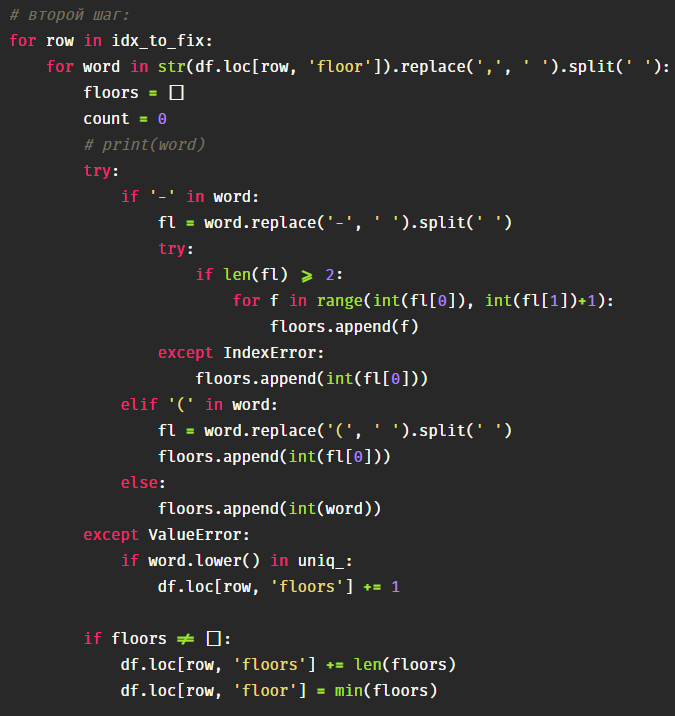 # второй шаг:
for row in idx_to_fix:
    for word in str(df.loc[row, 'floor']).replace(',', ' ').split(' '):
        floors = []
        count = 0
        # print(word)
        try:
            if '-' in word:
                fl = word.replace('-', ' ').split(' ')
                try:
                    if len(fl) >= 2:
                        for f in range(int(fl[0]), int(fl[1])+1):
                            floors.append(f)
                except IndexError:
                    floors.append(int(fl[0]))
            elif '(' in word:
                fl = word.replace('(', ' ').split(' ')
                floors.append(int(fl[0]))
            else:
                floors.append(int(word))
        except ValueError:
            if word.lower() in uniq_:
                df.loc[row, 'floors'] += 1

        if floors != []:
            df.loc[row, 'floors'] += len(floors)
            df.loc[row, 'floor'] = min(floors)